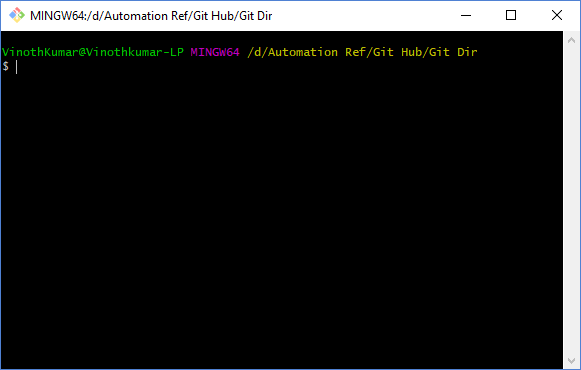 MINGW64:/d/Automation Ref/Git Hub/Git Dir
VinothKumar@Vinothkumar-LP MINGW64 /d/Automation Ref/Git Hub/Git Dir
$